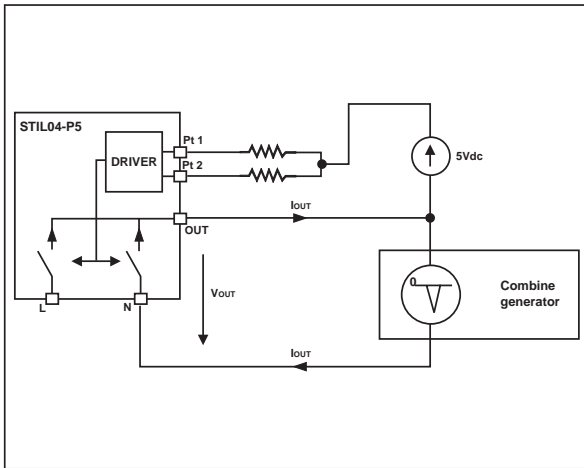 STIL04-P5
Pt 1
DRIVER
Pt 2
5Vdc
IOUT
OUT
L
N
VOUT
0
Combine
generator
IOUT